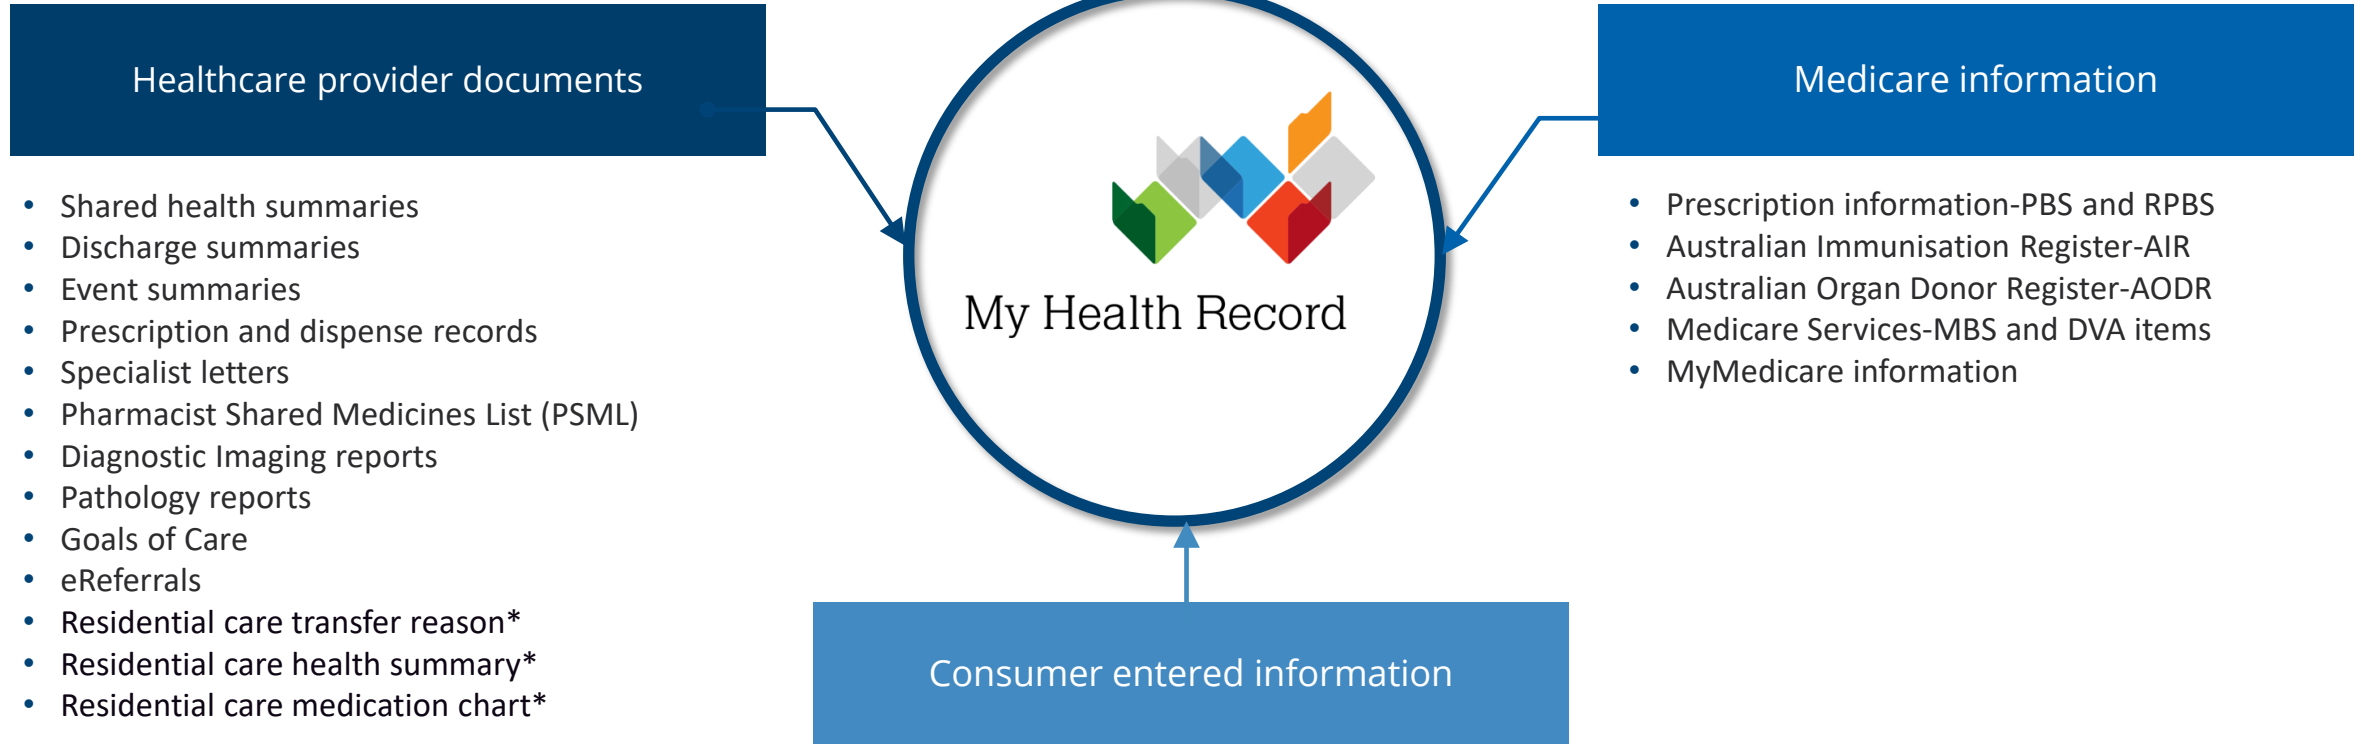 Healthcare provider documents
• Shared health summaries
• Discharge summaries
• Event summaries
• Prescription and dispense records
• Specialist letters
• Pharmacist Shared Medicines List (PSML)
• Diagnostic Imaging reports
• Pathology reports
• Goals of Care
• eReferrals
• Residential care transfer reason*
• Residential care health summary*
• Residential care medication chart*
My Health Record
Medicare information
• Prescription information-PBS and RPBS
• Australian Immunisation Register-AIR
• Australian Organ Donor Register-AODR
• Medicare Services-MBS and DVA items
• MyMedicare information
Consumer entered information